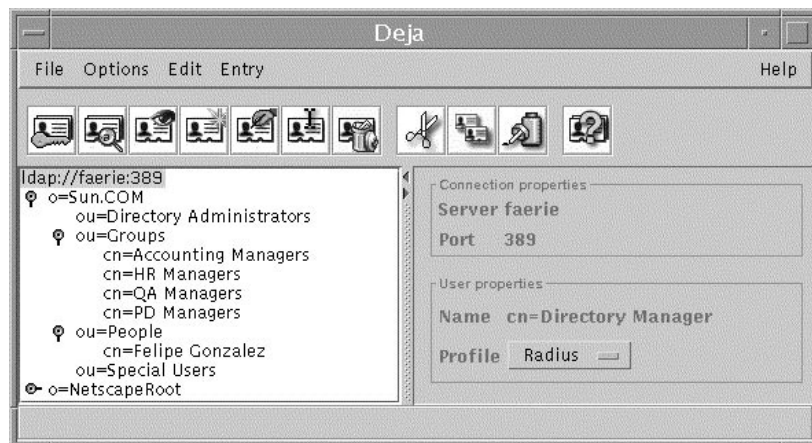 Deja
File Options Edit Entry Help
ldap://faerie:389
o=Sun.COM
ou=Directory Administrators
ou=Groups
cn=Accounting Managers
cn=HR Managers
cn=QA Managers
cn=PD Managers
ou=People
cn=Felipe Gonzalez
ou=Special Users
o=NetscapeRoot
Connection properties
Server faerie
Port 389
User properties
Name cn=Directory Manager
Profile Radius